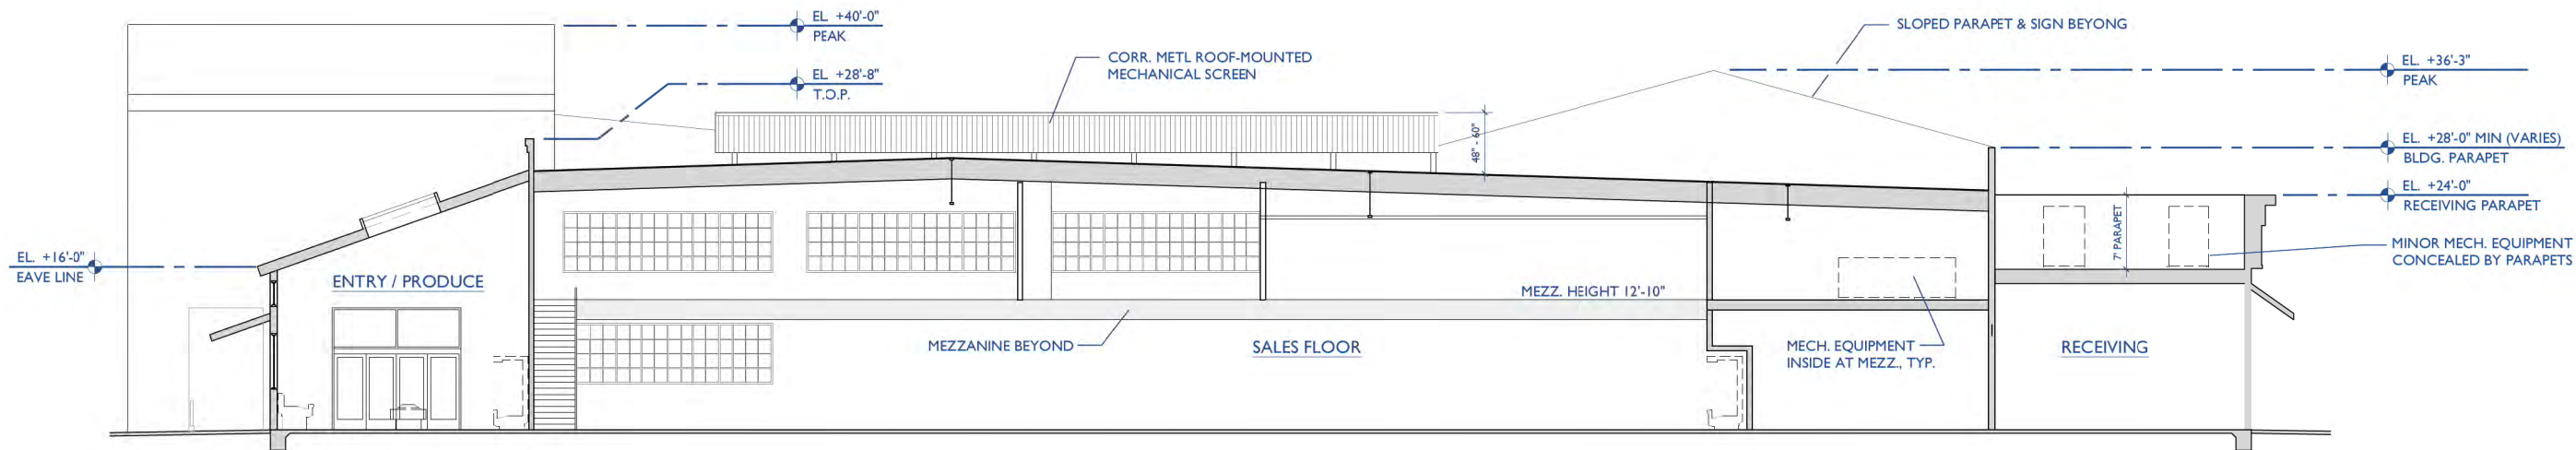 EL. +40'-0"
PEAK
EL. +28'-8"
T.O.P.
CORR. METL ROOF-MOUNTED
MECHANICAL SCREEN
SLOPED PARAPET & SIGN BEYONG
EL. +36'-3"
PEAK
48" - 60"
EL. +28'-0" MIN (VARIES)
BLDG. PARAPET
EL. +24'-0"
RECEIVING PARAPET
7' PARAPET
MINOR MECH. EQUIPMENT
CONCEALED BY PARAPETS
EL. +16'-0"
EAVE LINE
ENTRY / PRODUCE
MEZZ. HEIGHT 12'-10"
MEZZANINE BEYOND
SALES FLOOR
MECH. EQUIPMENT
INSIDE AT MEZZ., TYP.
RECEIVING